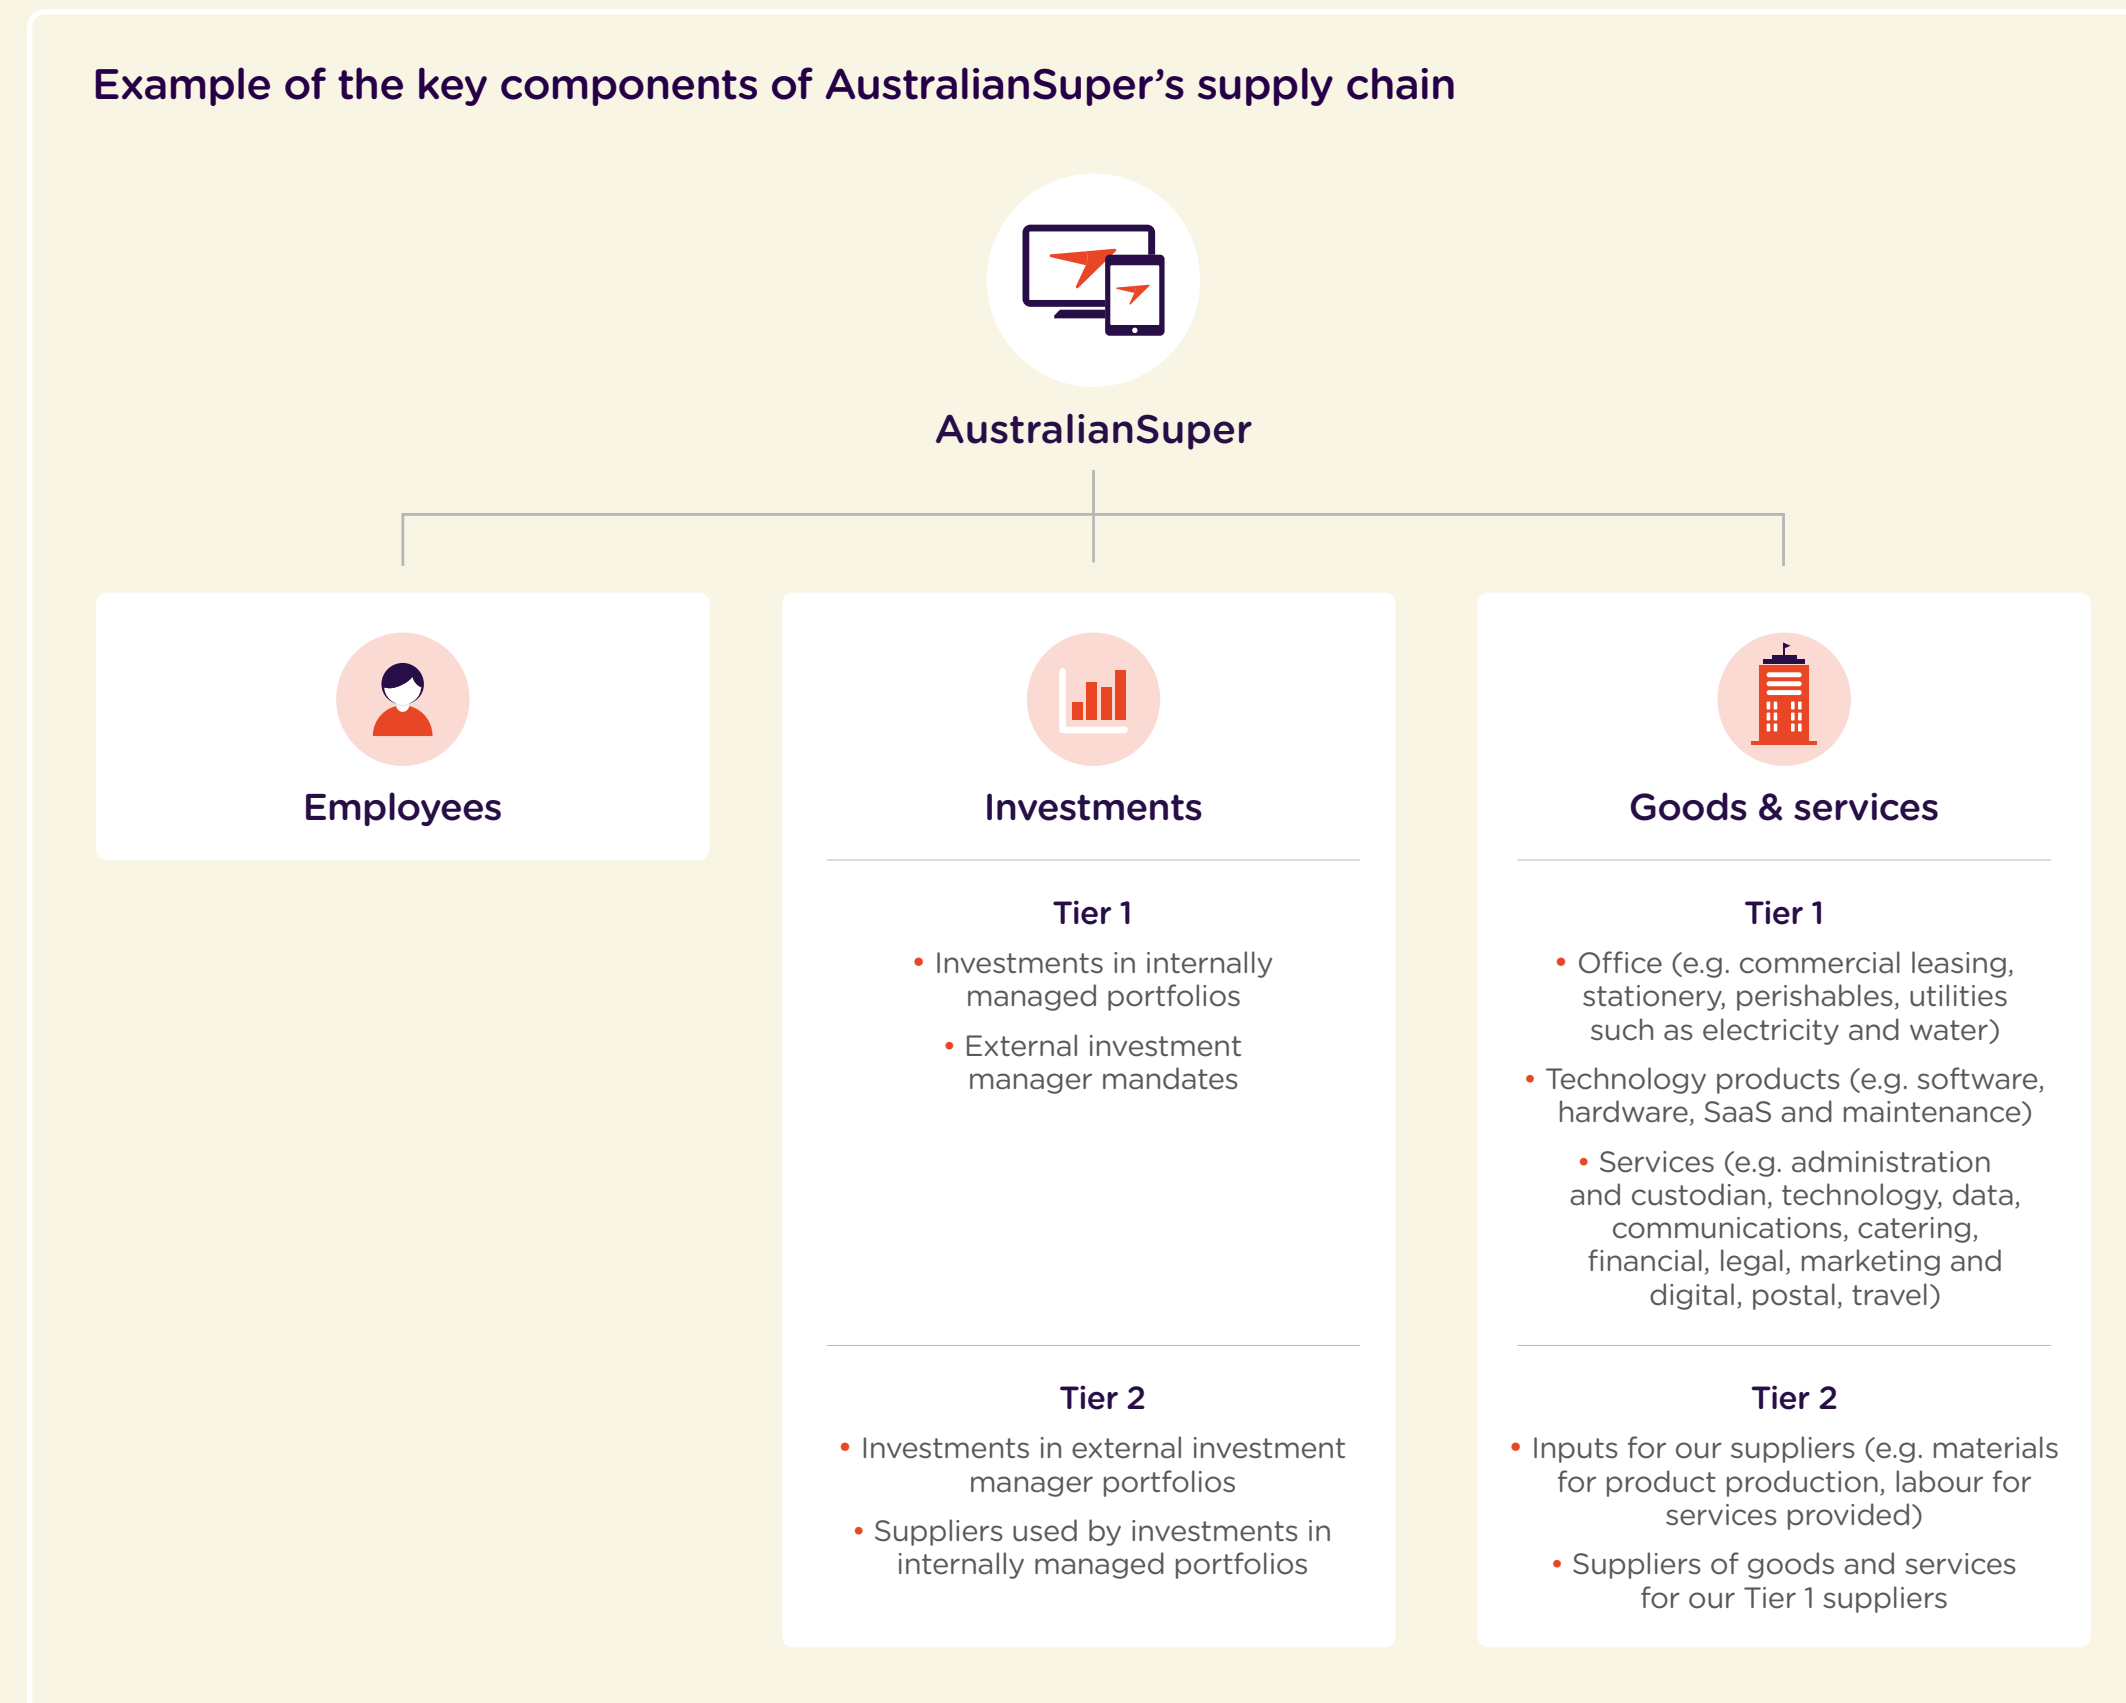 Example of the key components of AustralianSuper’s supply chain
AustralianSuper
Employees
Investments
Tier 1
• Investments in internally
managed portfolios
• External investment
manager mandates
Tier 2
• Investments in external investment
manager portfolios
• Suppliers used by investments in
internally managed portfolios
Goods & services
Tier 1
• Office (e.g. commercial leasing,
stationery, perishables, utilities
such as electricity and water)
• Technology products (e.g. software,
hardware, SaaS and maintenance)
• Services (e.g. administration
and custodian, technology, data,
communications, catering,
financial, legal, marketing and
digital, postal, travel)
Tier 2
• Inputs for our suppliers (e.g. materials
for product production, labour for
services provided)
• Suppliers of goods and services
for our Tier 1 suppliers